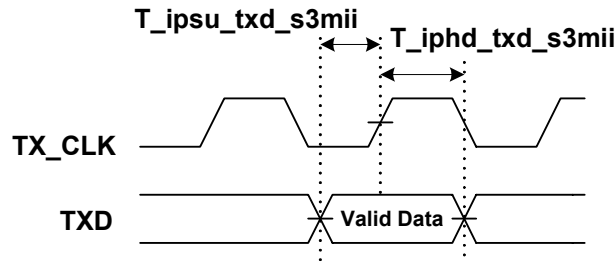 T_ipsu_txd_s3mii
T_iphd_txd_s3mii
TX_CLK
TXD
Valid Data